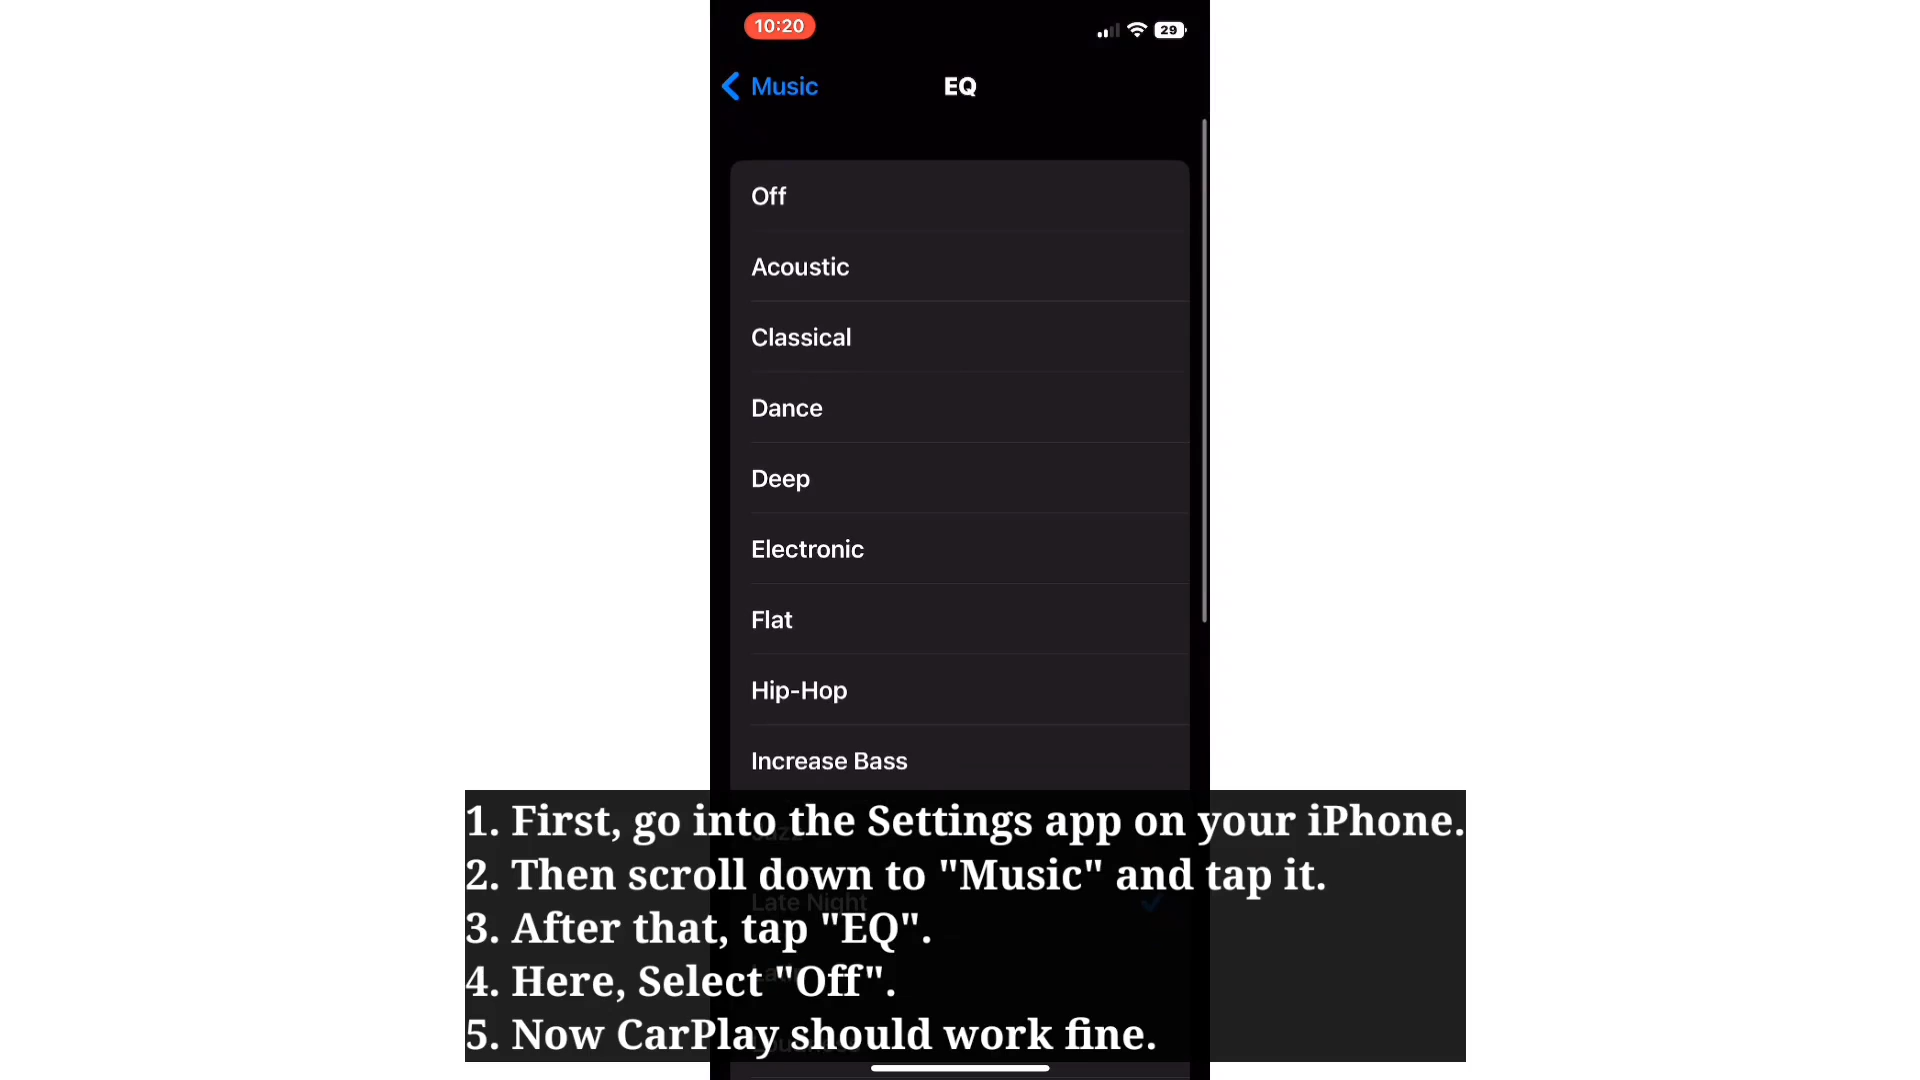 10:20
29
Music
EQ
Off
Acoustic
Classical
Dance
Deep
Electronic
Flat
Hip-Hop
Increase Bass
Late Night
1. First, go into the Settings app on your iPhone.
2. Then scroll down to "Music" and tap it.
3. After that, tap "EQ".
4. Here, Select "Off".
5. Now CarPlay should work fine.